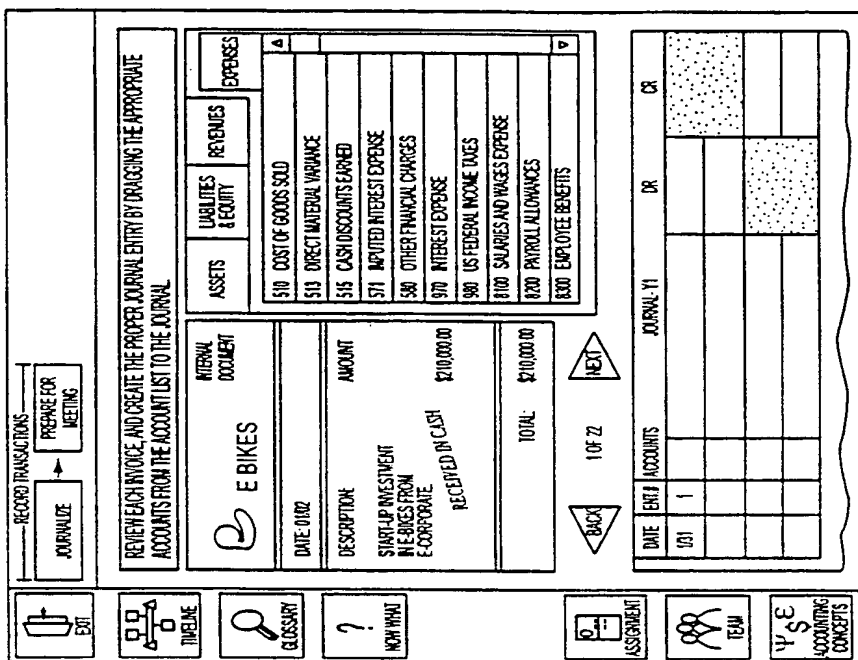 RECORD TRANSACTIONS
JOURNALIZE
PREPARE FOR
MEETING
EXIT
TIMELINE
GLOSSARY
?
NOW WHAT
ASSIGNMENT
TEAM
Ψ $ €
ACCOUNTING
CONCEPTS
REVIEW EACH INVOICE, AND CREATE THE PROPER JOURNAL ENTRY BY DRAGGING THE APPROPRIATE
ACCOUNTS FROM THE ACCOUNT LIST TO THE JOURNAL.
E BIKES
INTERNAL
DOCUMENT
DATE: 01/02
DESCRIPTION: AMOUNT
START-UP INVESTMENT
IN E-BIKES FROM
E-CORPORATE. $210,000.00
RECEIVED IN CASH
TOTAL: $210,000.00
BACK 1 OF 22 NEXT
ASSETS
LIABILITIES
& EQUITY
REVENUES
EXPENSES
510 COST OF GOODS SOLD
513 DIRECT MATERIAL VARIANCE
515 CASH DISCOUNTS EARNED
571 IMPUTED INTEREST EXPENSE
580 OTHER FINANCIAL CHARGES
970 INTEREST EXPENSE
980 US FEDERAL INCOME TAXES
8100 SALARIES AND WAGES EXPENSE
8200 PAYROLL ALLOWANCES
8300 EMPLOYEE BENEFITS
DATE ENT.# ACCOUNTS JOURNAL-Y1 DR CR
1/31 1